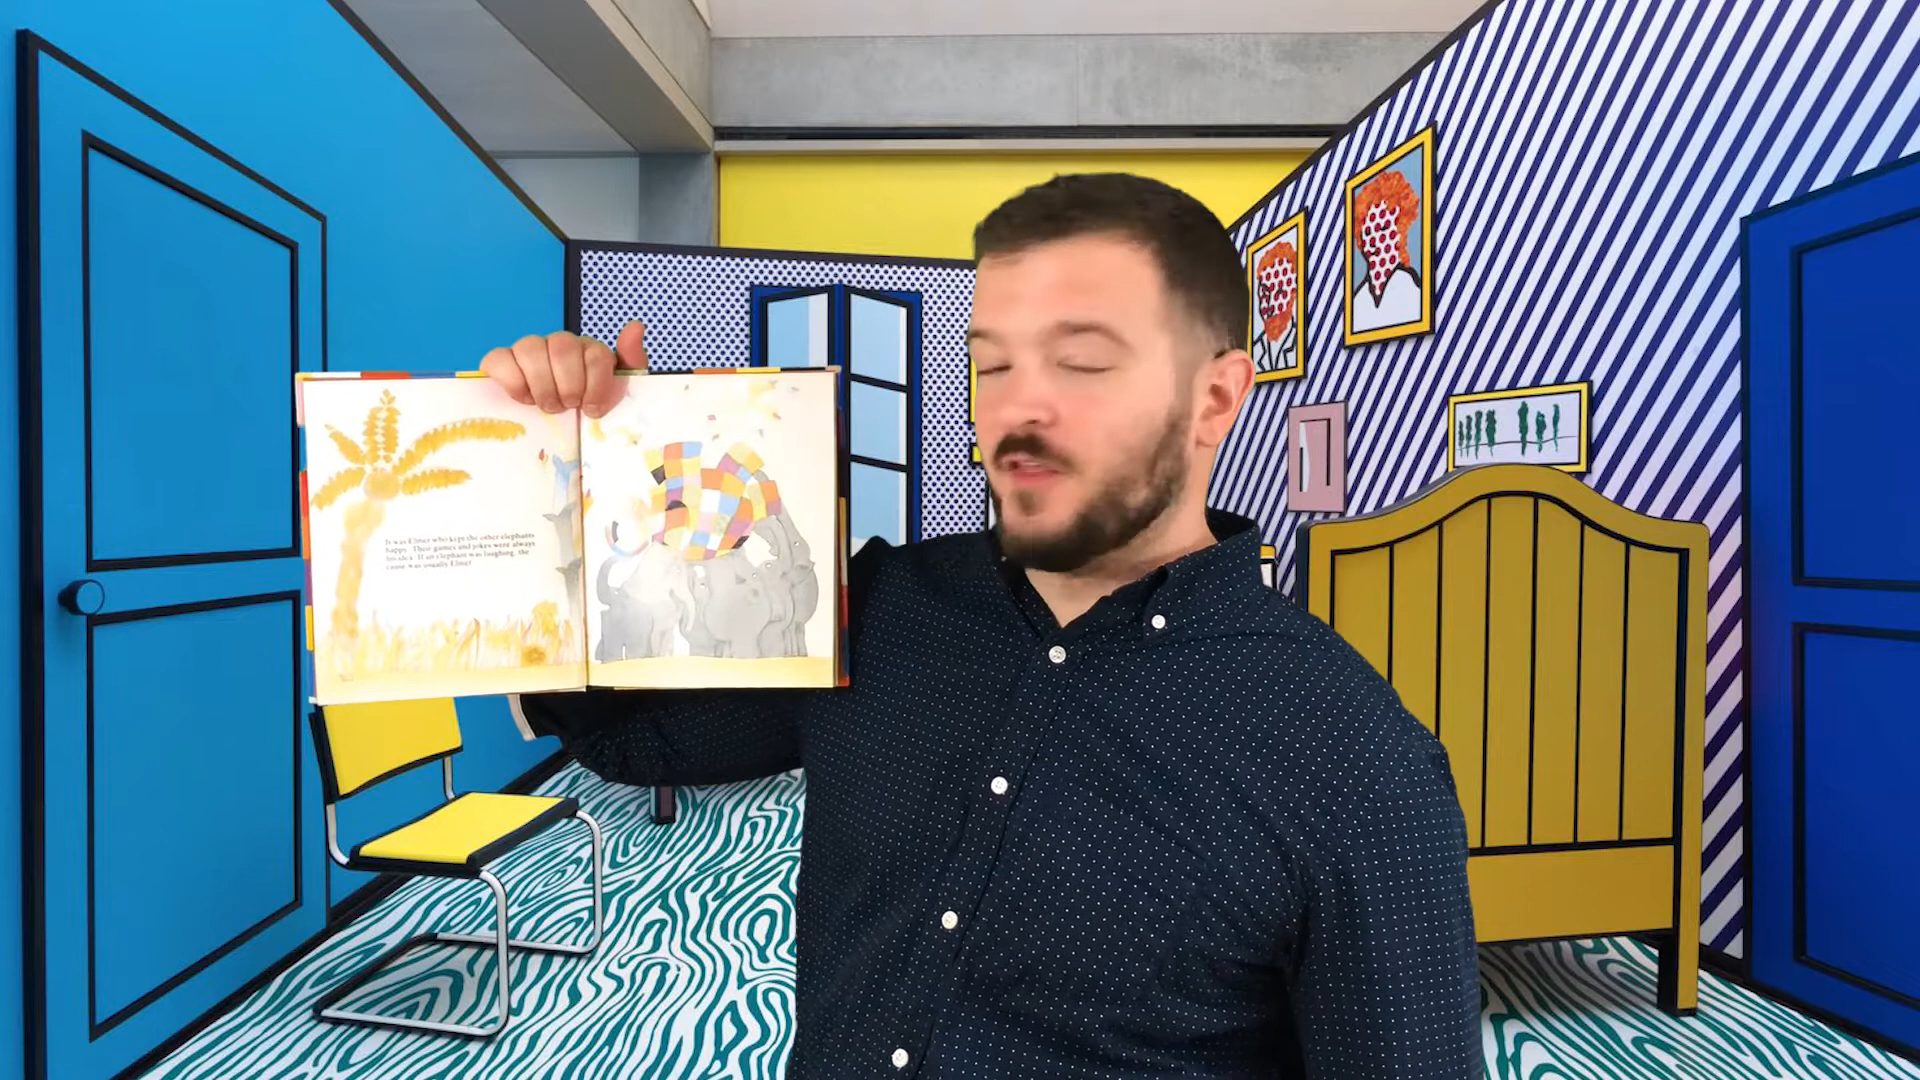 It was Elmer who kept the other elephants
happy. Their games and jokes were always
his idea. If an elephant was laughing, the
cause was usually Elmer.